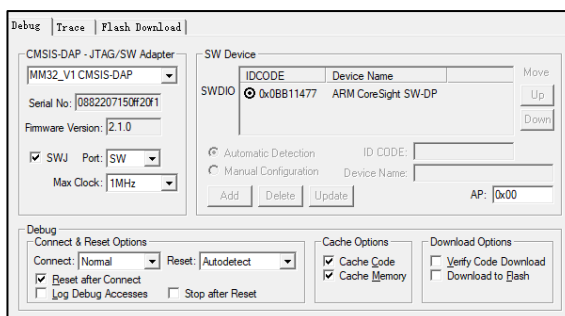 Debug Trace Flash Download
CMSIS-DAP - JTAG/SW Adapter
MM32_V1 CMSIS-DAP
Serial No: 0882207150ff20f1
Firmware Version: 2.1.0
SWJ Port: SW
Max Clock: 1MHz
SW Device
IDCODE Device Name Move
SWDIO 0x0BB11477 ARM CoreSight SW-DP Up
Down
Automatic Detection ID CODE:
Manual Configuration Device Name:
Add Delete Update AP: 0x00
Debug
Connect & Reset Options
Connect: Normal Reset: Autodetect
Reset after Connect
Log Debug Accesses Stop after Reset
Cache Options
Cache Code
Cache Memory
Download Options
Verify Code Download
Download to Flash